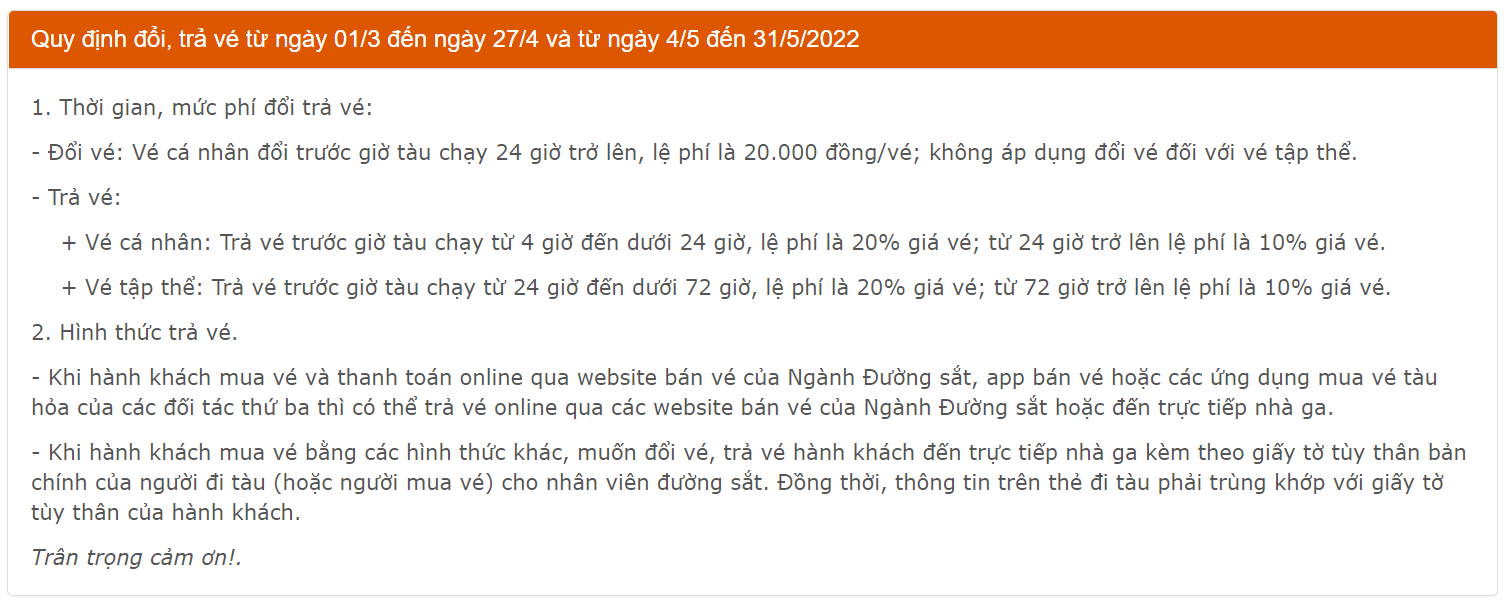 Quy định đổi, trả vé từ ngày 01/3 đến ngày 27/4 và từ ngày 4/5 đến 31/5/2022
1. Thời gian, mức phí đổi trả vé:
- Đổi vé: Vé cá nhân đổi trước giờ tàu chạy 24 giờ trở lên, lệ phí là 20.000 đồng/vé; không áp dụng đổi vé đối với vé tập thể.
- Trả vé:
+ Vé cá nhân: Trả vé trước giờ tàu chạy từ 4 giờ đến dưới 24 giờ, lệ phí là 20% giá vé; từ 24 giờ trở lên lệ phí là 10% giá vé.
+ Vé tập thể: Trả vé trước giờ tàu chạy từ 24 giờ đến dưới 72 giờ, lệ phí là 20% giá vé; từ 72 giờ trở lên lệ phí là 10% giá vé.
2. Hình thức trả vé.
- Khi hành khách mua vé và thanh toán online qua website bán vé của Ngành Đường sắt, app bán vé hoặc các ứng dụng mua vé tàu
hỏa của các đối tác thứ ba thì có thể trả vé online qua các website bán vé của Ngành Đường sắt hoặc đến trực tiếp nhà ga.
- Khi hành khách mua vé bằng các hình thức khác, muốn đổi vé, trả vé hành khách đến trực tiếp nhà ga kèm theo giấy tờ tùy thân bản
chính của người đi tàu (hoặc người mua vé) cho nhân viên đường sắt. Đồng thời, thông tin trên thẻ đi tàu phải trùng khớp với giấy tờ
tùy thân của hành khách.
Trân trọng cảm ơn!.